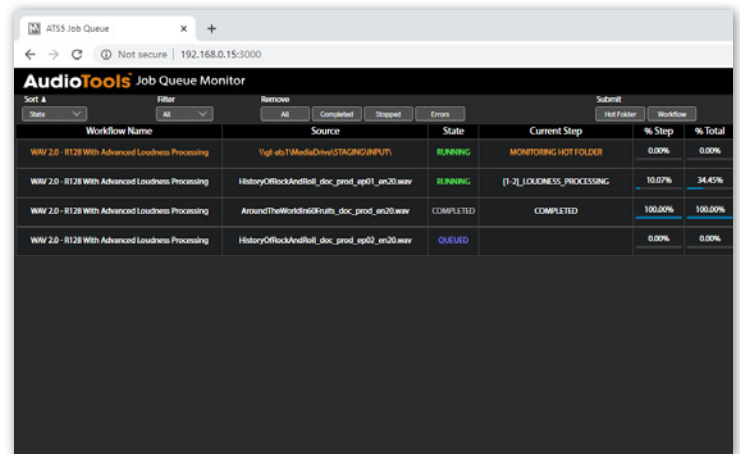 ATS5 Job Queue
Not secure | 192.168.0.15:3000
AudioTools Job Queue Monitor
Sort Filter Remove Submit
State All All Completed Stopped Errors Hot Folder Workflow
Workflow Name Source State Current Step % Step % Total
WAV 2.0 - R128 With Advanced Loudness Processing \\vgt-ats1\MediaDrive\STAGING\INPUT\ RUNNING MONITORING HOT FOLDER 0.00% 0.00%
WAV 2.0 - R128 With Advanced Loudness Processing HistoryOfRockAndRoll_doc_prod_ep01_en20.wav RUNNING [1-2]_LOUDNESS_PROCESSING 10.07% 34.45%
WAV 2.0 - R128 With Advanced Loudness Processing AroundTheWorldIn60Fruits_doc_prod_en20.wav COMPLETED COMPLETED 100.00% 100.00%
WAV 2.0 - R128 With Advanced Loudness Processing HistoryOfRockAndRoll_doc_prod_ep02_en20.wav QUEUED 0.00% 0.00%